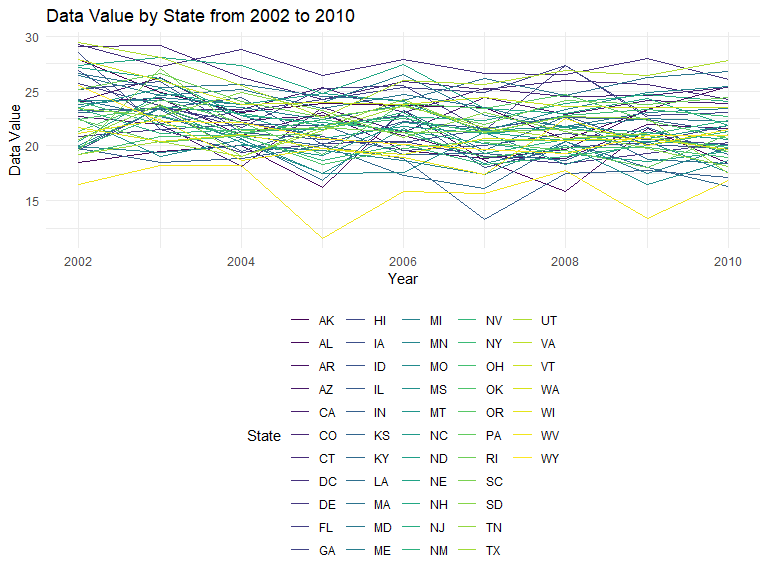 Data Value by State from 2002 to 2010
Data Value
30
25
20
15
2002 2004 2006 2008 2010
Year
State
AK HI MI NV UT
AL IA MN NY VA
AR ID MO OH VT
AZ IL MS OK WA
CA IN MT OR WI
CO KS NC PA WV
CT KY ND RI WY
DC LA NE SC
DE MA NH SD
FL MD NJ TN
GA ME NM TX